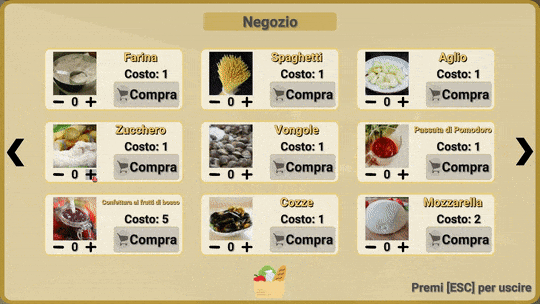 Negozio
Farina
Costo: 1
- 0 +
Compra
Spaghetti
Costo: 1
- 0 +
Compra
Aglio
Costo: 1
- 0 +
Compra
Zucchero
Costo: 1
- 0 +
Compra
Vongole
Costo: 1
- 0 +
Compra
Passata di Pomodoro
Costo: 1
- 0 +
Compra
Confettura ai frutti di bosco
Costo: 5
- 0 +
Compra
Cozze
Costo: 1
- 0 +
Compra
Mozzarella
Costo: 2
- 0 +
Compra
Premi [ESC] per uscire